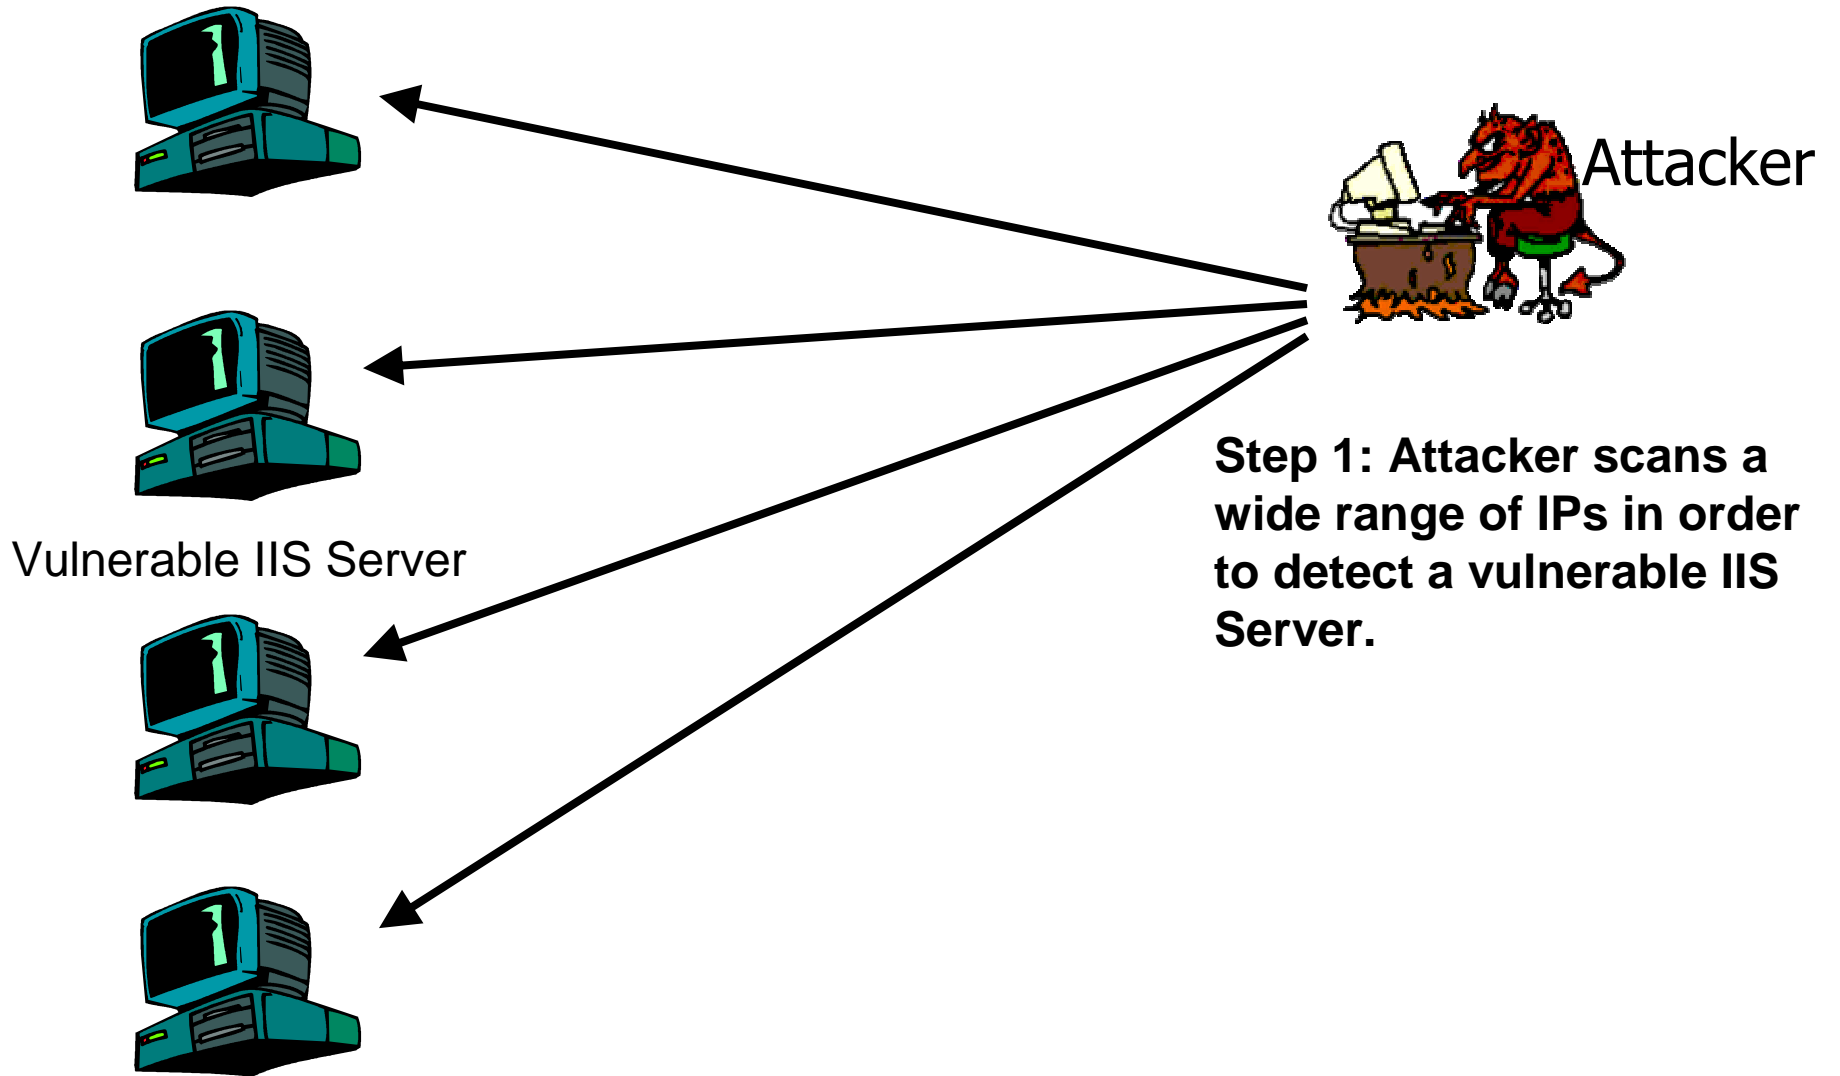 Attacker
Step 1: Attacker scans a
wide range of IPs in order
to detect a vulnerable IIS
Server.
Vulnerable IIS Server